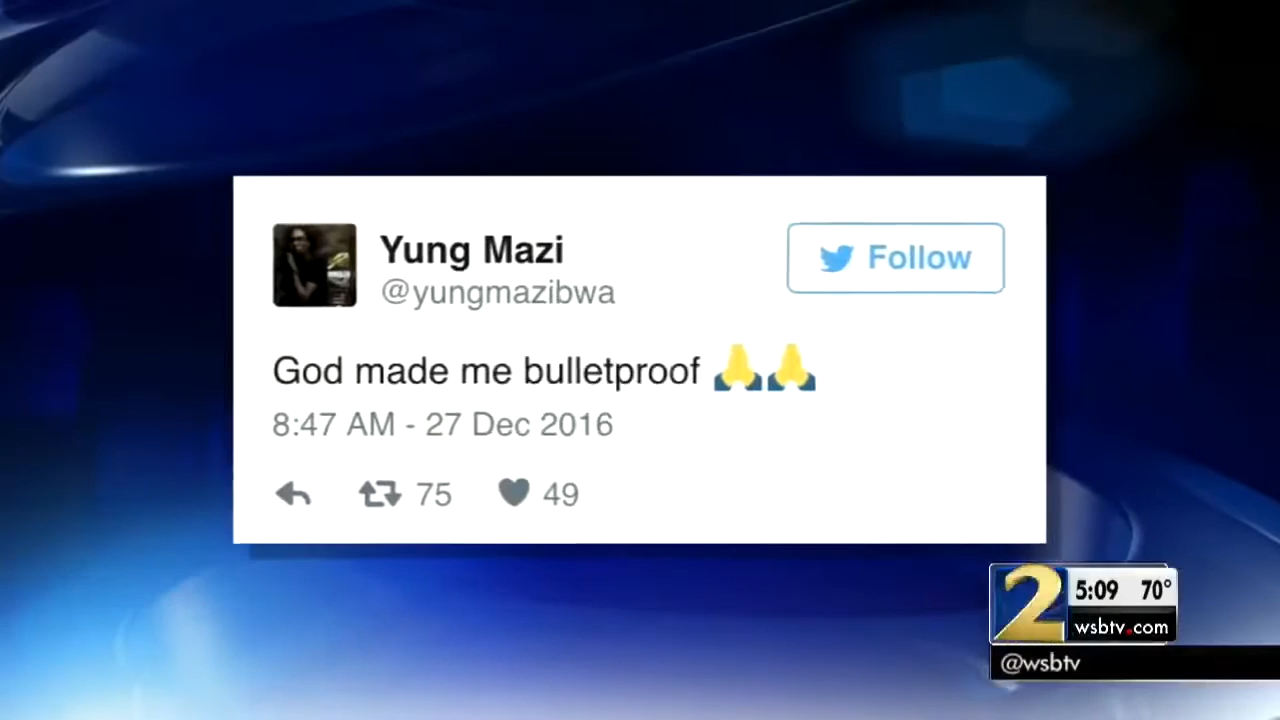 Yung Mazi
@yungmazibwa
Follow
God made me bulletproof 🙏🙏
8:47 AM - 27 Dec 2016
75 49
2 5:09 70°
wsbtv.com
@wsbtv